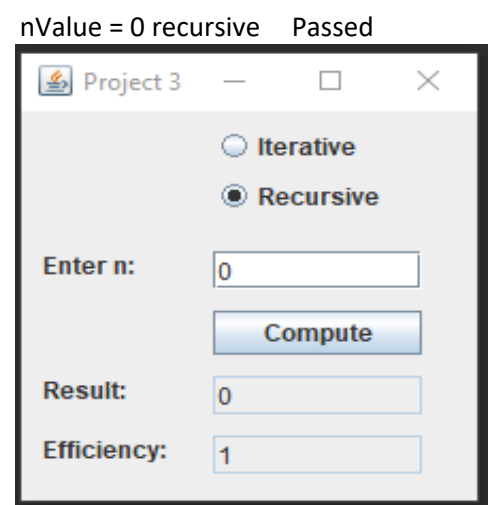 nValue = 0 recursive Passed
Project 3
Iterative
Recursive
Enter n: 0
Compute
Result: 0
Efficiency: 1